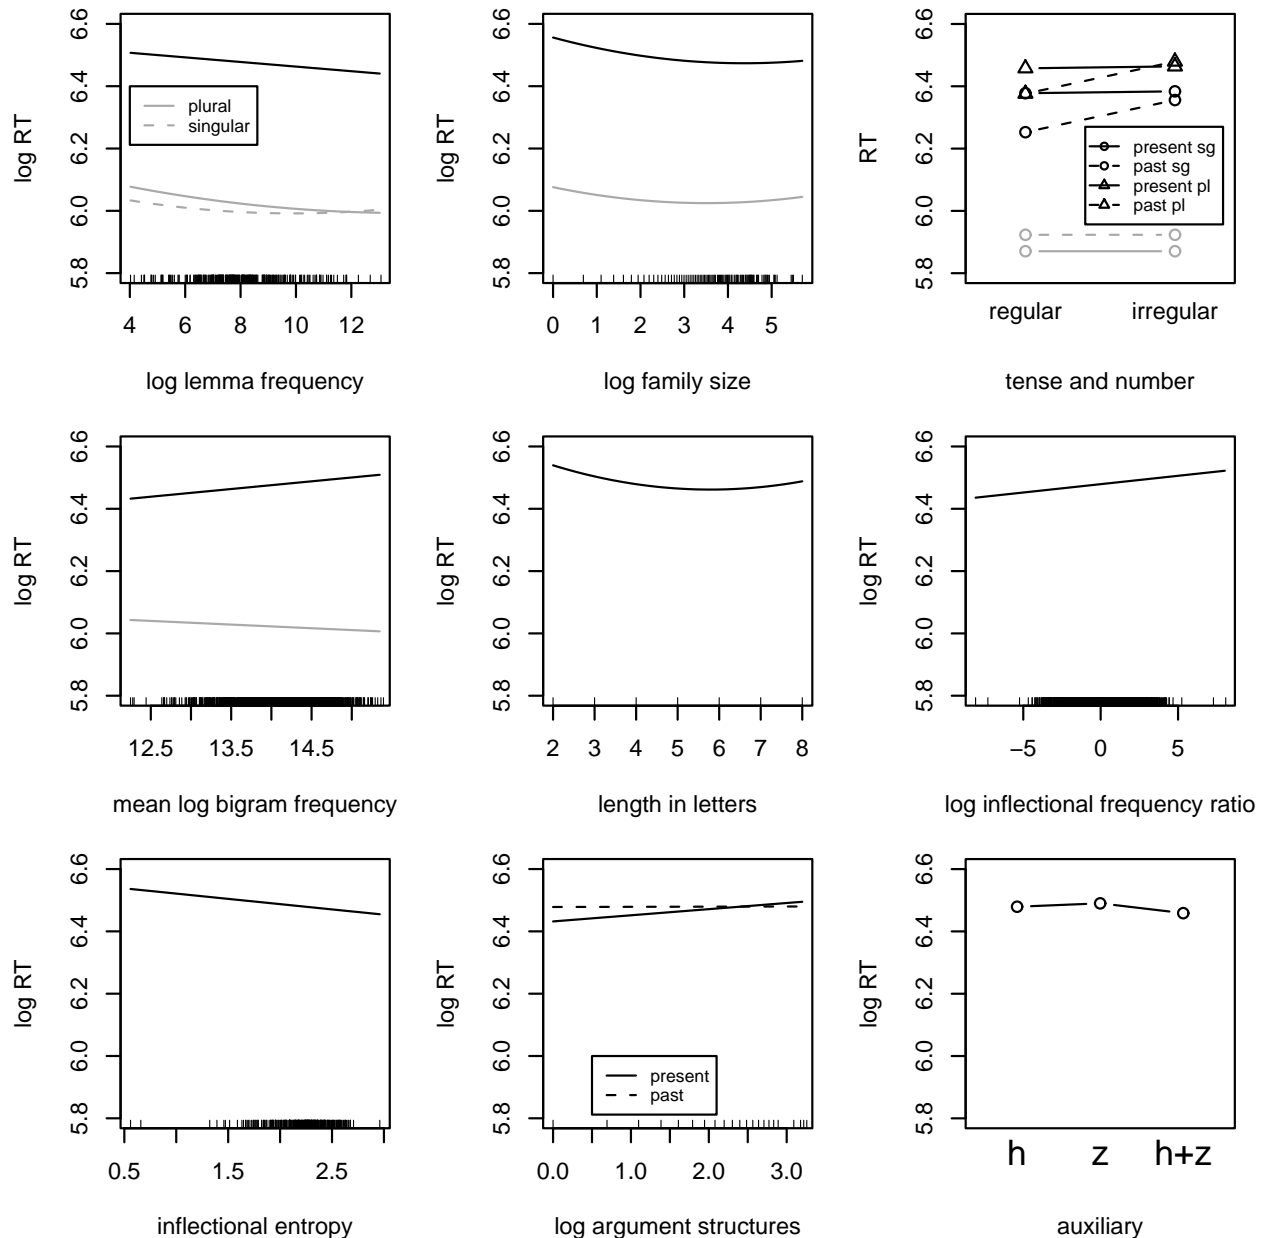 log RT
5.8 6.0 6.2 6.4 6.6
plural
singular
4 6 8 10 12
log lemma frequency
log RT
5.8 6.0 6.2 6.4 6.6
0 1 2 3 4 5
log family size
RT
5.8 6.0 6.2 6.4 6.6
present sg
past sg
present pl
past pl
regular irregular
tense and number
log RT
5.8 6.0 6.2 6.4 6.6
12.5 13.5 14.5
mean log bigram frequency
log RT
5.8 6.0 6.2 6.4 6.6
2 3 4 5 6 7 8
length in letters
log RT
5.8 6.0 6.2 6.4 6.6
−5 0 5
log inflectional frequency ratio
log RT
5.8 6.0 6.2 6.4 6.6
0.5 1.5 2.5
inflectional entropy
log RT
5.8 6.0 6.2 6.4 6.6
present
past
0.0 1.0 2.0 3.0
log argument structures
log RT
5.8 6.0 6.2 6.4 6.6
h z h+z
auxiliary